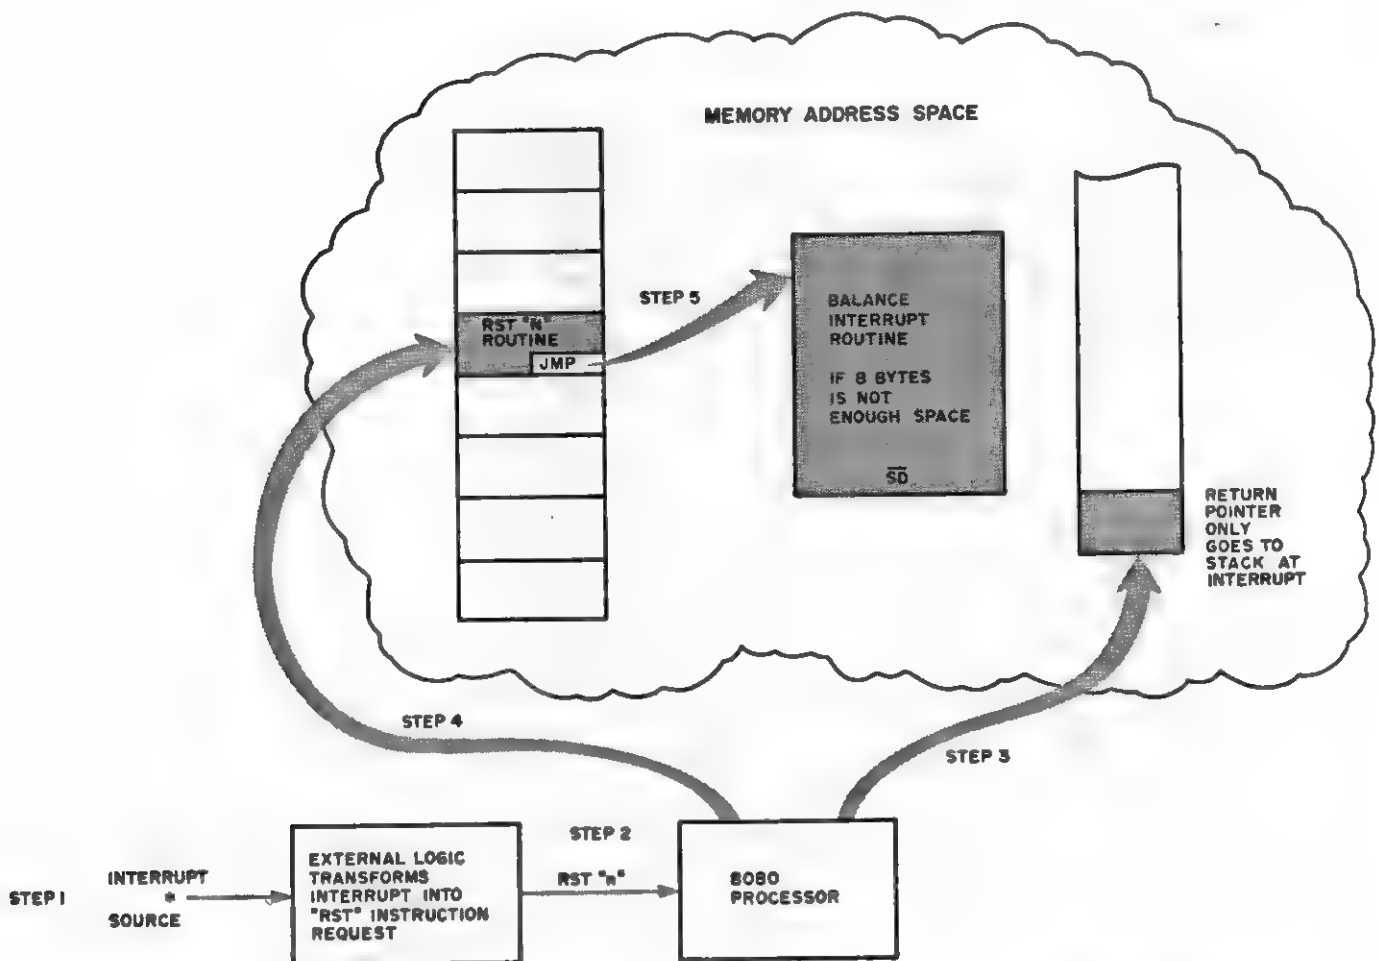 MEMORY ADDRESS SPACE
RST "N"
ROUTINE
JMP
STEP 5
BALANCE
INTERRUPT
ROUTINE
IF 8 BYTES
IS NOT
ENOUGH SPACE
SD
RETURN
POINTER
ONLY
GOES TO
STACK AT
INTERRUPT
STEP 4
STEP 3
STEP 1
INTERRUPT
*
SOURCE
EXTERNAL LOGIC
TRANSFORMS
INTERRUPT INTO
"RST" INSTRUCTION
REQUEST
STEP 2
RST "n"
8080
PROCESSOR